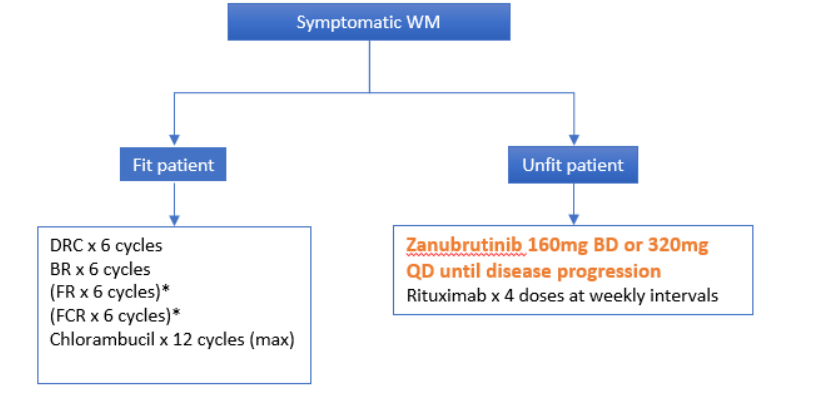 Symptomatic WM
Fit patient
Unfit patient
DRC x 6 cycles
BR x 6 cycles
(FR x 6 cycles)*
(FCR x 6 cycles)*
Chlorambucil x 12 cycles (max)
Zanubrutinib 160mg BD or 320mg
QD until disease progression
Rituximab x 4 doses at weekly intervals